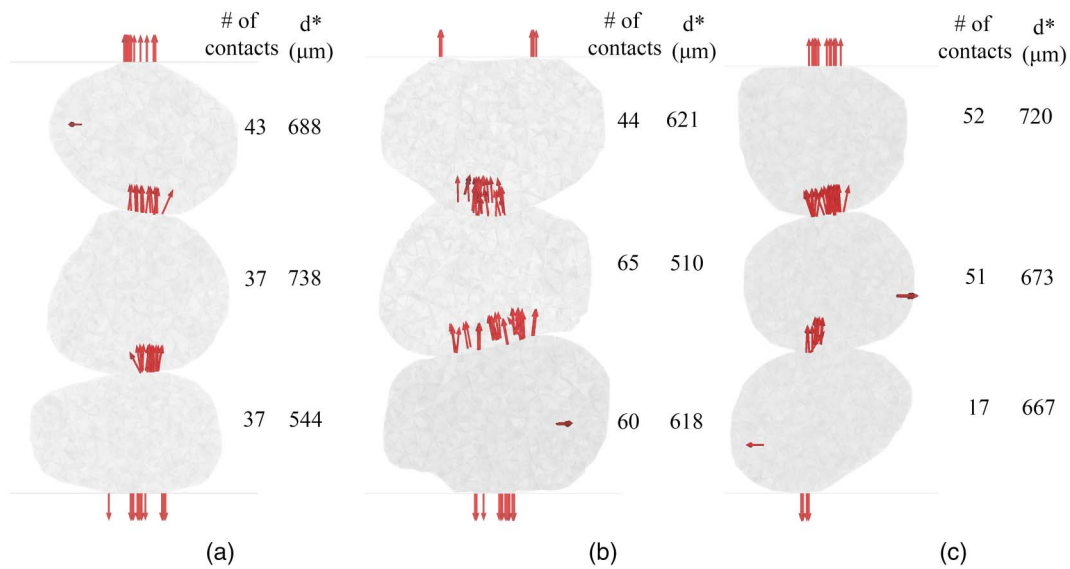 # of contacts d* (μm)
43 688
37 738
37 544
(a)
# of contacts d* (μm)
44 621
65 510
60 618
(b)
# of contacts d* (μm)
52 720
51 673
17 667
(c)